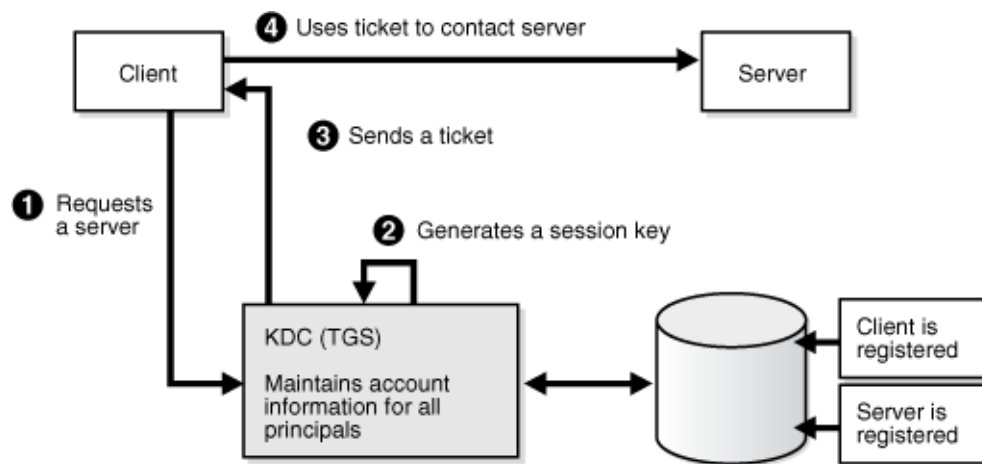 4 Uses ticket to contact server
Client
Server
3 Sends a ticket
1 Requests
a server
2 Generates a session key
KDC (TGS)
Maintains account
information for all
principals
Client is
registered
Server is
registered